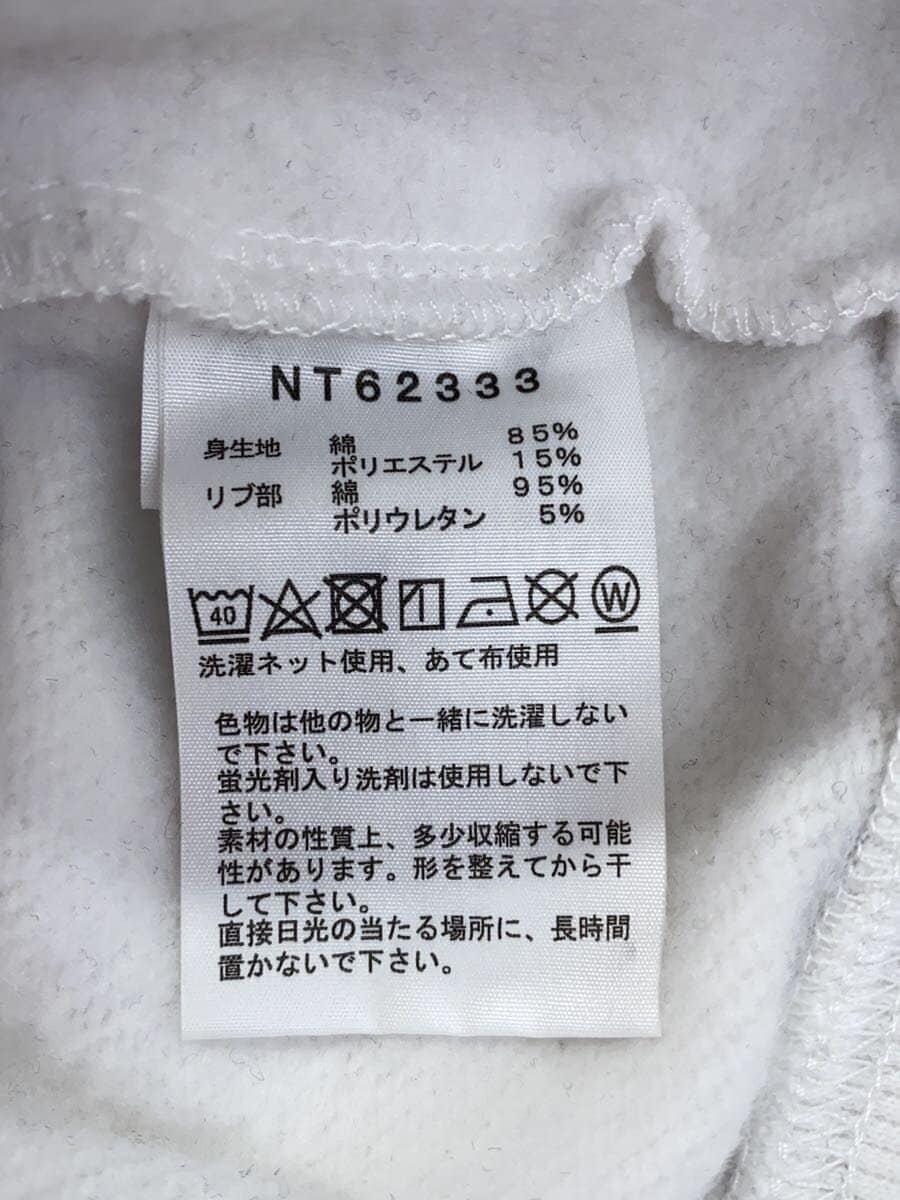 NT62333
身生地 綿 85%
ポリエステル 15%
リブ部 綿 95%
ポリウレタン 5%
40 W
洗濯ネット使用、あて布使用
色物は他の物と一緒に洗濯しない
で下さい。
蛍光剤入り洗剤は使用しないで下
さい。
素材の性質上、多少収縮する可能
性があります。形を整えてから干
して下さい。
直接日光の当たる場所に、長時間
置かないで下さい。